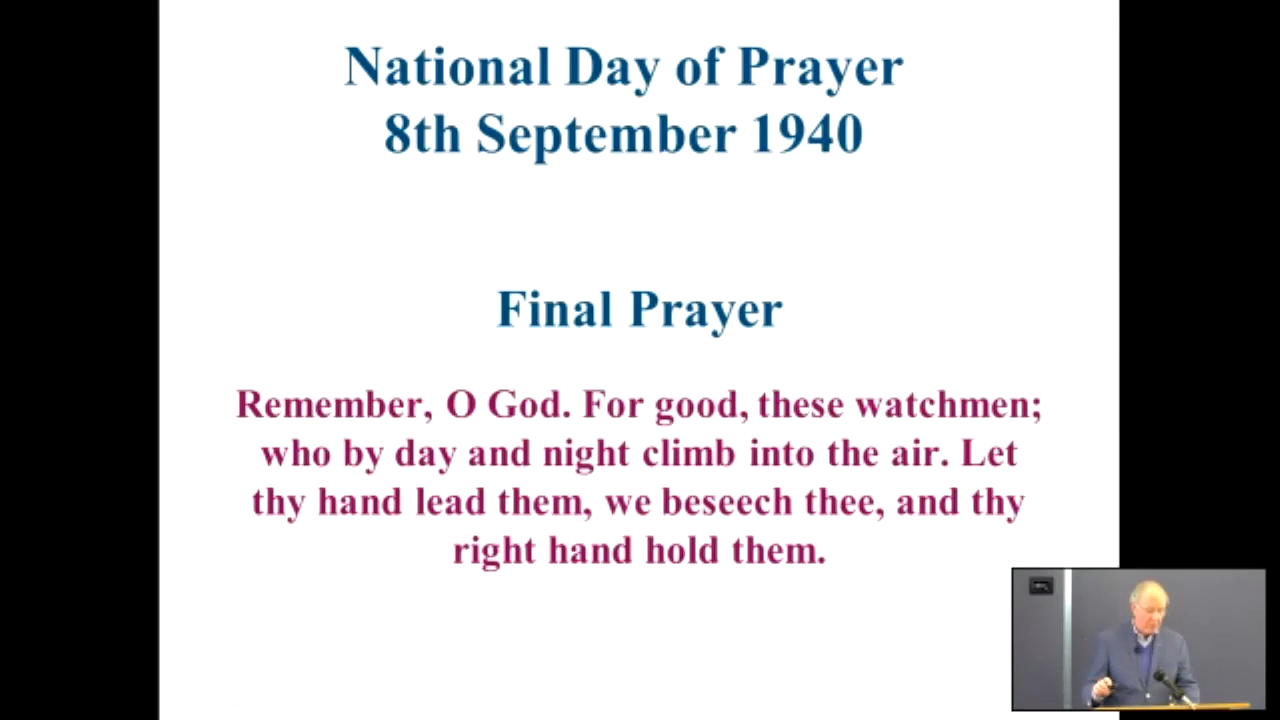 National Day of Prayer
8th September 1940
Final Prayer
Remember, O God. For good, these watchmen;
who by day and night climb into the air. Let
thy hand lead them, we beseech thee, and thy
right hand hold them.